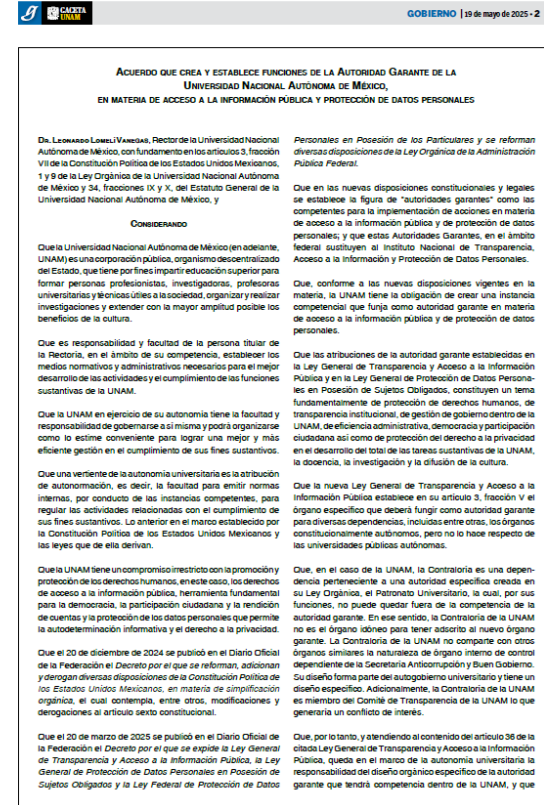 GACETA
UNAM
GOBIERNO | 19 de mayo de 2025 • 2
ACUERDO QUE CREA Y ESTABLECE FUNCIONES DE LA AUTORIDAD GARANTE DE LA
UNIVERSIDAD NACIONAL AUTÓNOMA DE MÉXICO,
EN MATERIA DE ACCESO A LA INFORMACIÓN PÚBLICA Y PROTECCIÓN DE DATOS PERSONALES
DR. LEONARDO LOMELÍ VANEGAS, Rector de la Universidad Nacional
Autónoma de México, con fundamento en los artículos 3, fracción
VII de la Constitución Política de los Estados Unidos Mexicanos,
1 y 9 de la Ley Orgánica de la Universidad Nacional Autónoma
de México y 34, fracciones IX y X, del Estatuto General de la
Universidad Nacional Autónoma de México, y
CONSIDERANDO
Que la Universidad Nacional Autónoma de México (en adelante,
UNAM) es una corporación pública, organismo descentralizado
del Estado, que tiene por fines impartir educación superior para
formar personas profesionistas, investigadoras, profesoras
universitarias y técnicas útiles a la sociedad, organizar y realizar
investigaciones y extender con la mayor amplitud posible los
beneficios de la cultura.
Que es responsabilidad y facultad de la persona titular de
la Rectoría, en el ámbito de su competencia, establecer los
medios normativos y administrativos necesarios para el mejor
desarrollo de las actividades y el cumplimiento de las funciones
sustantivas de la UNAM.
Que la UNAM en ejercicio de su autonomía tiene la facultad y
responsabilidad de gobernarse a sí misma y podrá organizarse
como lo estime conveniente para lograr una mejor y más
eficiente gestión en el cumplimiento de sus fines sustantivos.
Que una vertiente de la autonomía universitaria es la atribución
de autonormación, es decir, la facultad para emitir normas
internas, por conducto de las instancias competentes, para
regular las actividades relacionadas con el cumplimiento de
sus fines sustantivos. Lo anterior en el marco establecido por
la Constitución Política de los Estados Unidos Mexicanos y
las leyes que de ella derivan.
Que la UNAM tiene un compromiso irrestricto con la promoción y
protección de los derechos humanos, en este caso, los derechos
de acceso a la información pública, herramienta fundamental
para la democracia, la participación ciudadana y la rendición
de cuentas y la protección de los datos personales que permite
la autodeterminación informativa y el derecho a la privacidad.
Que el 20 de diciembre de 2024 se publicó en el Diario Oficial
de la Federación el Decreto por el que se reforman, adicionan
y derogan diversas disposiciones de la Constitución Política de
los Estados Unidos Mexicanos, en materia de simplificación
orgánica, el cual contempla, entre otros, modificaciones y
derogaciones al artículo sexto constitucional.
Que el 20 de marzo de 2025 se publicó en el Diario Oficial de
la Federación el Decreto por el que se expide la Ley General
de Transparencia y Acceso a la Información Pública, la Ley
General de Protección de Datos Personales en Posesión de
Sujetos Obligados y la Ley Federal de Protección de Datos
Personales en Posesión de los Particulares y se reforman
diversas disposiciones de la Ley Orgánica de la Administración
Pública Federal.
Que en las nuevas disposiciones constitucionales y legales
se establece la figura de "autoridades garantes" como las
competentes para la implementación de acciones en materia
de acceso a la información pública y de protección de datos
personales; y que estas Autoridades Garantes, en el ámbito
federal sustituyen al Instituto Nacional de Transparencia,
Acceso a la Información y Protección de Datos Personales.
Que, conforme a las nuevas disposiciones vigentes en la
materia, la UNAM tiene la obligación de crear una instancia
competencial que funja como autoridad garante en materia
de acceso a la información pública y de protección de datos
personales.
Que las atribuciones de la autoridad garante establecidas en
la Ley General de Transparencia y Acceso a la Información
Pública y en la Ley General de Protección de Datos Persona-
les en Posesión de Sujetos Obligados, constituyen un tema
fundamentalmente de protección de derechos humanos, de
transparencia institucional, de gestión de gobierno dentro de la
UNAM, de eficiencia administrativa, democracia y participación
ciudadana así como de protección del derecho a la privacidad
en el desarrollo del total de las tareas sustantivas de la UNAM,
la docencia, la investigación y la difusión de la cultura.
Que la nueva Ley General de Transparencia y Acceso a la
Información Pública establece en su artículo 3, fracción V el
órgano específico que deberá fungir como autoridad garante
para diversas dependencias, incluidas entre otras, los órganos
constitucionalmente autónomos, pero no lo hace respecto de
las universidades públicas autónomas.
Que, en el caso de la UNAM, la Contraloría es una depen-
dencia perteneciente a una autoridad específica creada en
su Ley Orgánica, el Patronato Universitario, la cual, por sus
funciones, no puede quedar fuera de la competencia de la
autoridad garante. En ese sentido, la Contraloría de la UNAM
no es el órgano idóneo para tener adscrito al nuevo órgano
garante. La Contraloría de la UNAM no comparte con otros
órganos similares la naturaleza de órgano interno de control
dependiente de la Secretaría Anticorrupción y Buen Gobierno.
Su diseño forma parte del autogobierno universitario y tiene un
diseño específico. Adicionalmente, la Contraloría de la UNAM
es miembro del Comité de Transparencia de la UNAM lo que
generaría un conflicto de interés.
Que, por lo tanto, y atendiendo al contenido del artículo 36 de la
citada Ley General de Transparencia y Acceso a la Información
Pública, queda en el marco de la autonomía universitaria la
responsabilidad del diseño orgánico específico de la autoridad
garante que tendrá competencia dentro de la UNAM, y que